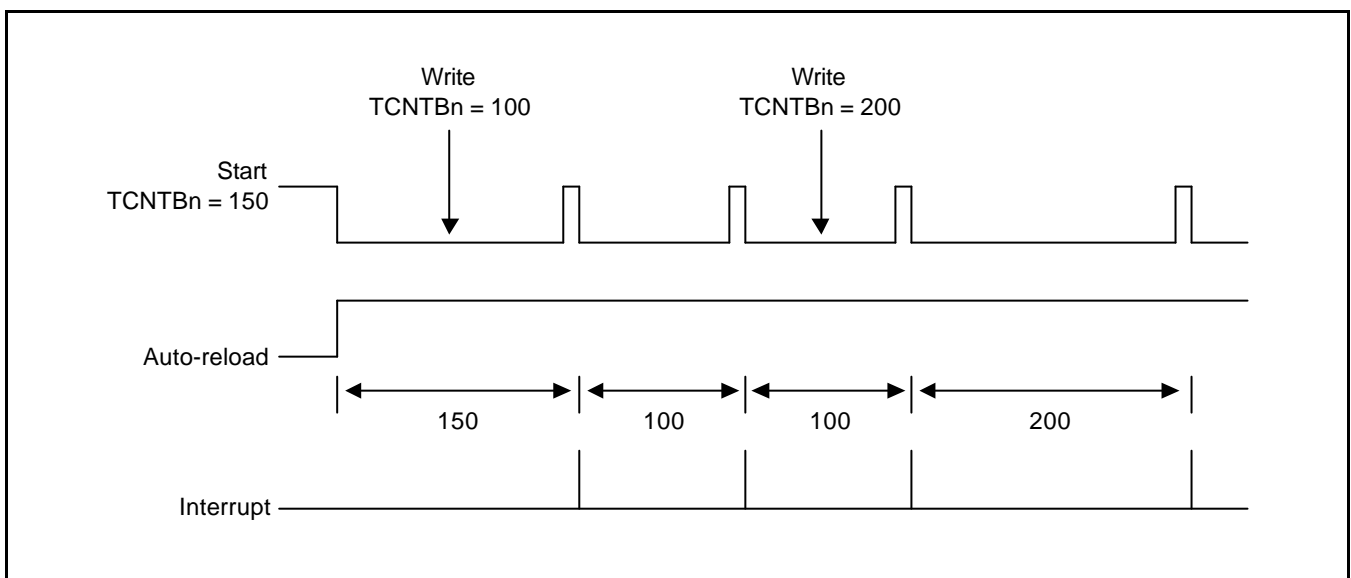 Write
TCNTBn = 100
Write
TCNTBn = 200
Start
TCNTBn = 150
Auto-reload
150
100
100
200
Interrupt